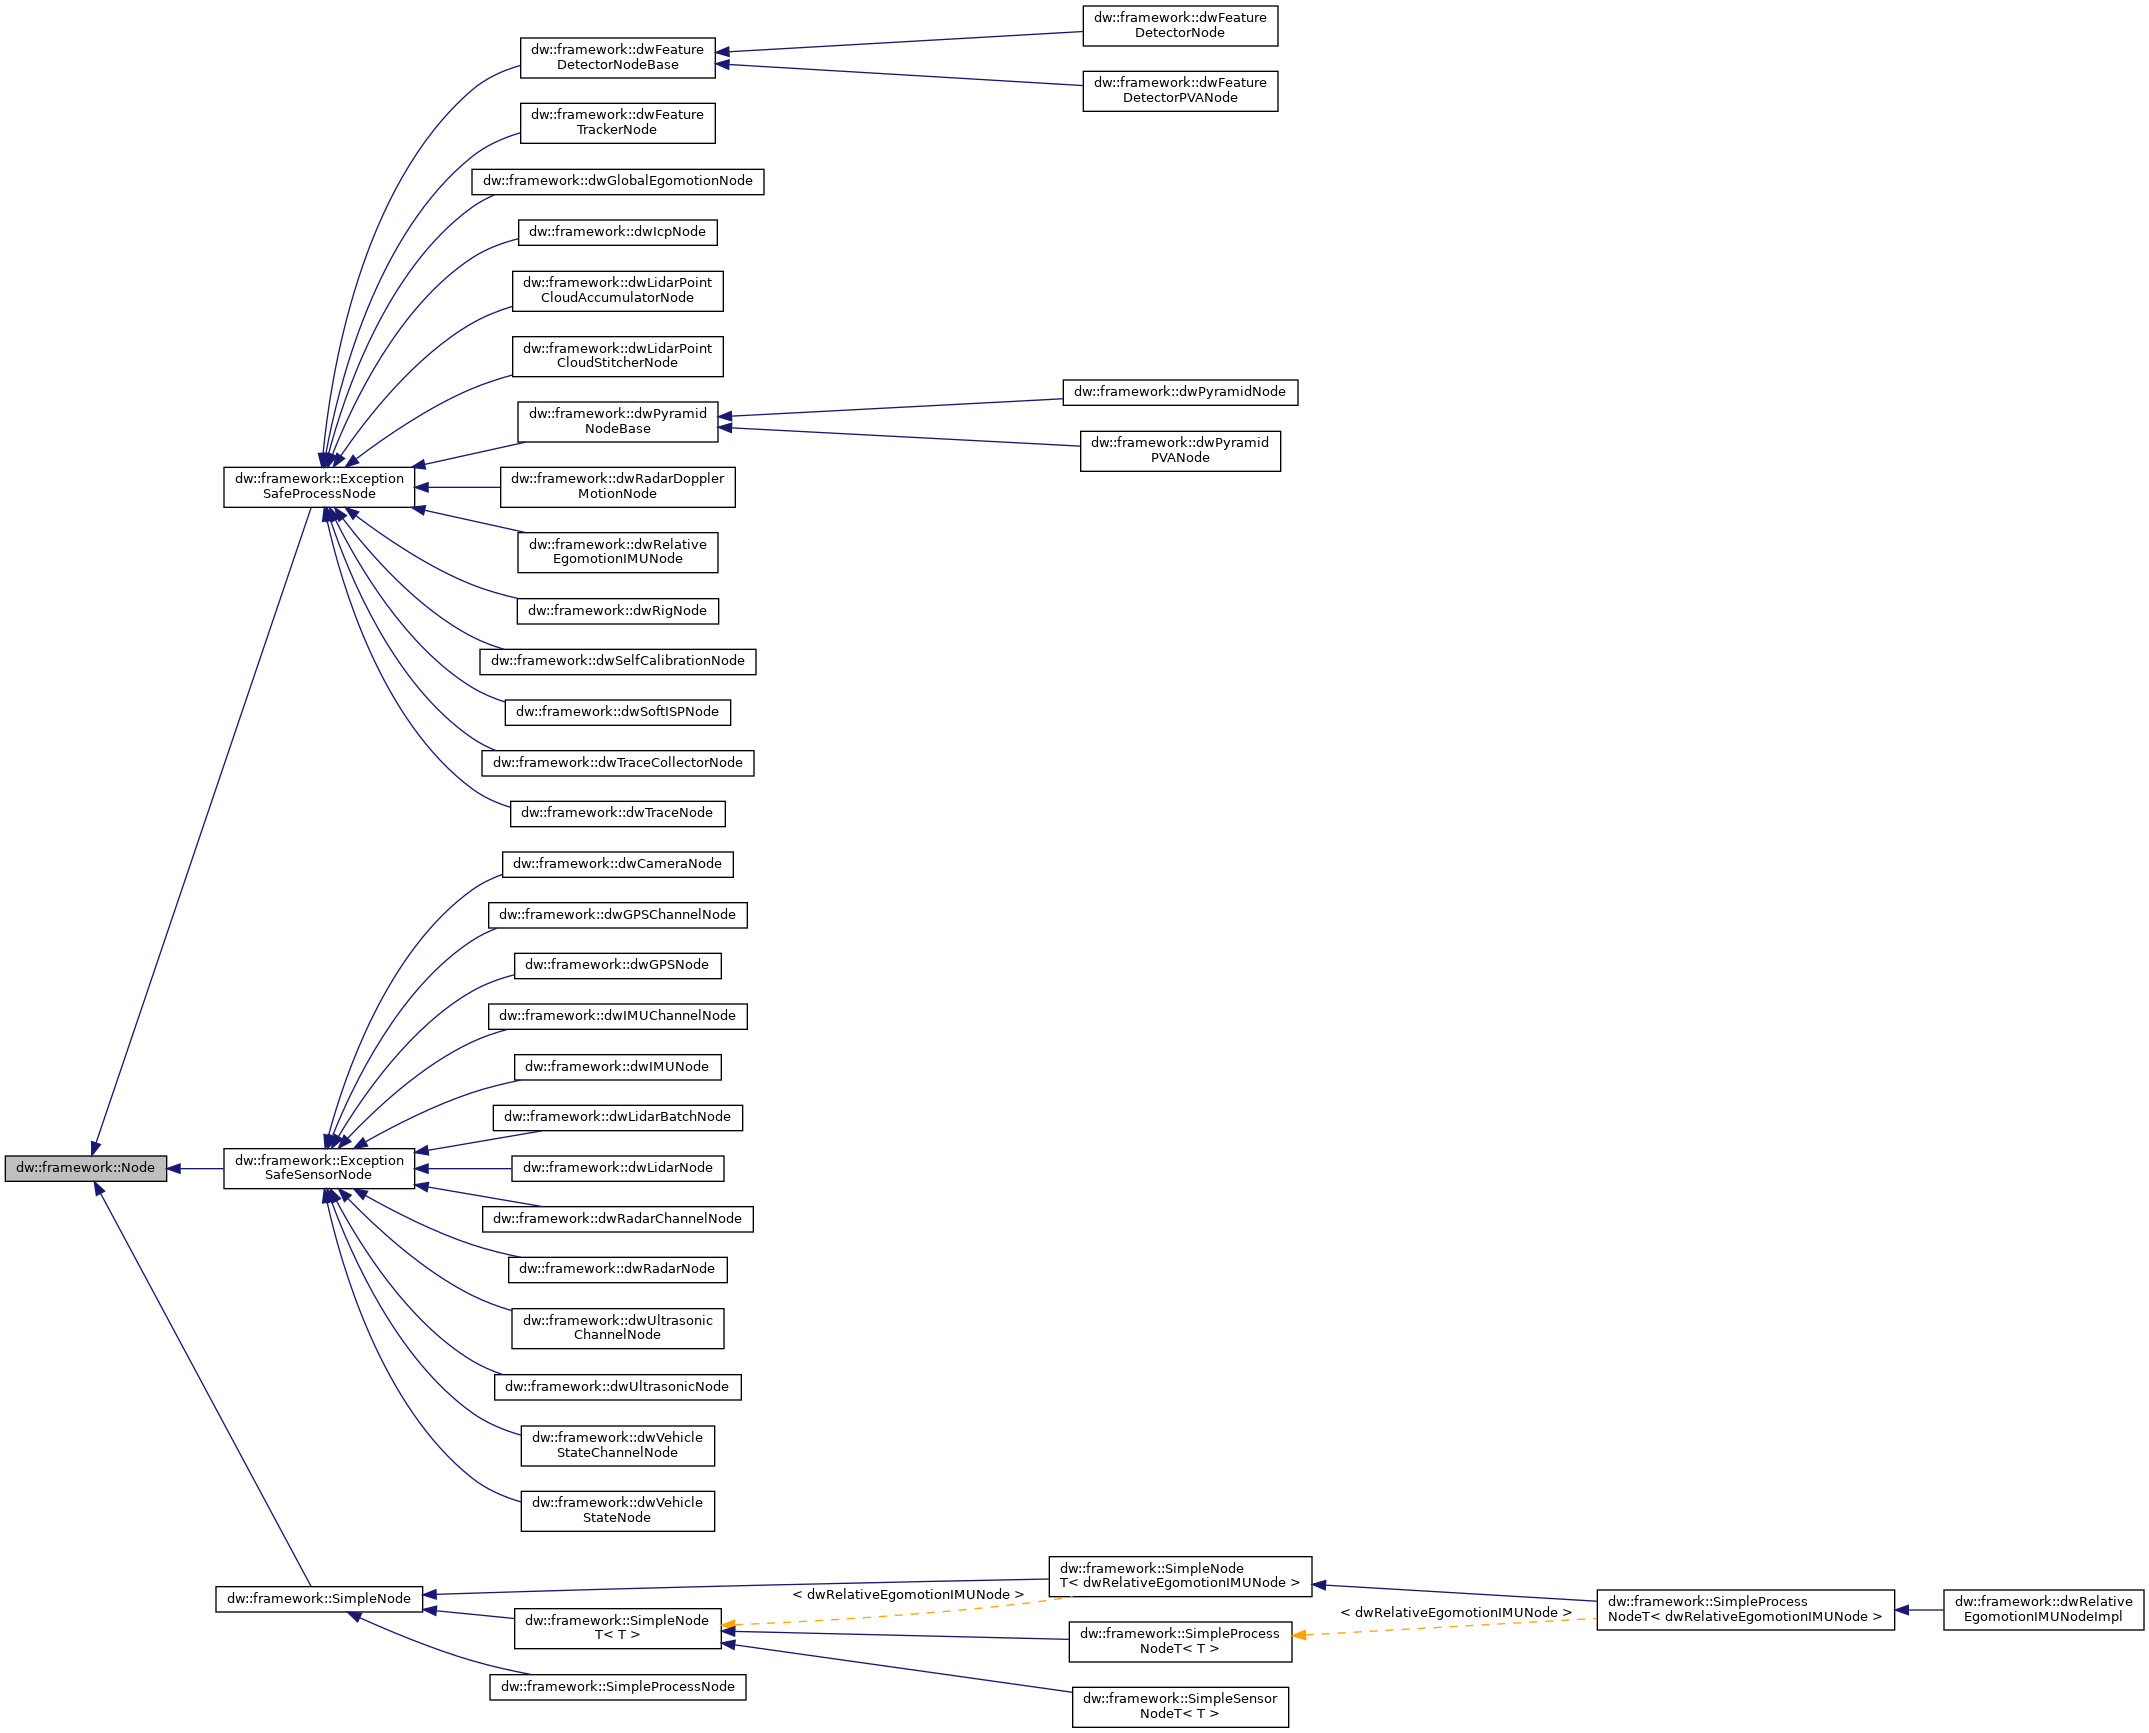 dw::framework::dwFeature
DetectorNode
dw::framework::dwFeature
DetectorNodeBase
dw::framework::dwFeature
DetectorPVANode
dw::framework::dwFeature
TrackerNode
dw::framework::dwGlobalEgomotionNode
dw::framework::dwIcpNode
dw::framework::dwLidarPoint
CloudAccumulatorNode
dw::framework::dwLidarPoint
CloudStitcherNode
dw::framework::dwPyramidNode
dw::framework::dwPyramid
NodeBase
dw::framework::dwPyramid
PVANode
dw::framework::Exception
SafeProcessNode
dw::framework::dwRadarDoppler
MotionNode
dw::framework::dwRelative
EgomotionIMUNode
dw::framework::dwRigNode
dw::framework::dwSelfCalibrationNode
dw::framework::dwSoftISPNode
dw::framework::dwTraceCollectorNode
dw::framework::dwTraceNode
dw::framework::dwCameraNode
dw::framework::dwGPSChannelNode
dw::framework::dwGPSNode
dw::framework::dwIMUChannelNode
dw::framework::dwIMUNode
dw::framework::dwLidarBatchNode
dw::framework::Node
dw::framework::Exception
SafeSensorNode
dw::framework::dwLidarNode
dw::framework::dwRadarChannelNode
dw::framework::dwRadarNode
dw::framework::dwUltrasonic
ChannelNode
dw::framework::dwUltrasonicNode
dw::framework::dwVehicle
StateChannelNode
dw::framework::dwVehicle
StateNode
dw::framework::SimpleNode
T< dwRelativeEgomotionIMUNode >
< dwRelativeEgomotionIMUNode >
dw::framework::SimpleNode
dw::framework::SimpleProcess
NodeT< dwRelativeEgomotionIMUNode >
dw::framework::dwRelative
EgomotionIMUNodeImpl
< dwRelativeEgomotionIMUNode >
dw::framework::SimpleNode
T< T >
dw::framework::SimpleProcess
NodeT< T >
dw::framework::SimpleProcessNode
dw::framework::SimpleSensor
NodeT< T >